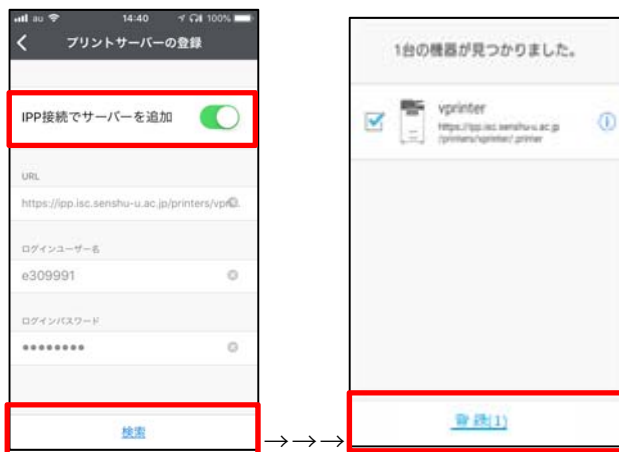 au 14:40 100%
プリントサーバーの登録
IPP接続でサーバーを追加
URL
https://ipp.isc.senshu-u.ac.jp/printers/vpri
ログインユーザー名
e309991
ログインパスワード
●●●●●●●●
検索
→→→
1台の機器が見つかりました。
vprinter
https://ipp.isc.senshu-u.ac.jp
/printers/vprinter/.printer
登録(1)